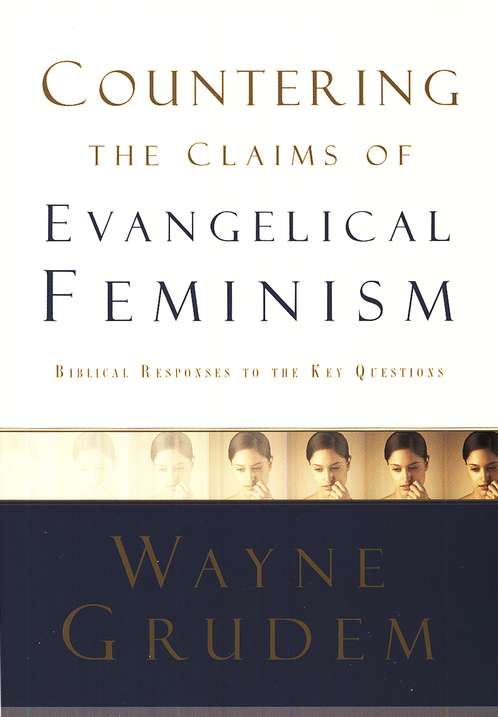 COUNTERING
THE CLAIMS OF
EVANGELICAL
FEMINISM
BIBLICAL RESPONSES TO THE KEY QUESTIONS
WAYNE
GRUDEM